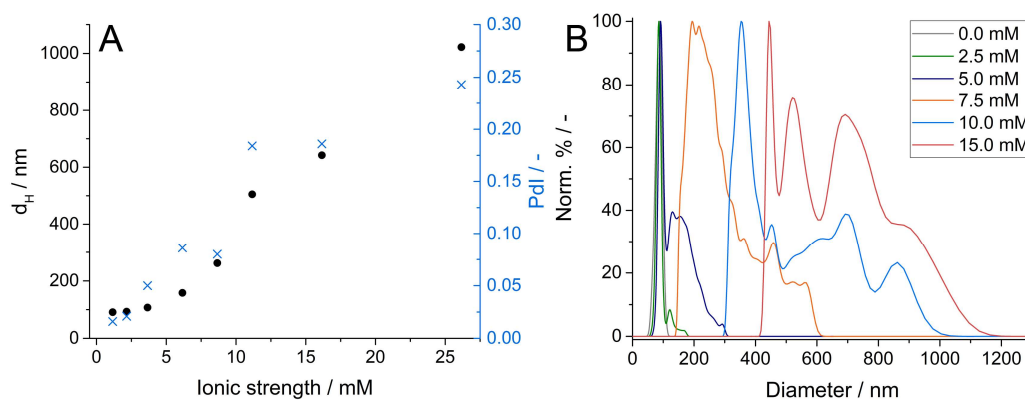 A
d_H / nm
1000
800
600
400
200
0
0
5
10
15
20
25
Ionic strength / mM
0.30
0.25
0.20
0.15
0.10
0.05
0.00
PdI / -
B
Norm. % / -
100
80
60
40
20
0
0
200
400
600
800
1000
1200
Diameter / nm
0.0 mM
2.5 mM
5.0 mM
7.5 mM
10.0 mM
15.0 mM